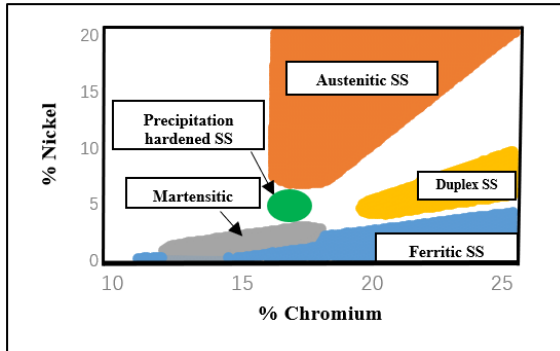 20
Austenitic SS
15
Precipitation
hardened SS
% Nickel
10
Martensitic
Duplex SS
5
Ferritic SS
0
10 15 20 25
% Chromium